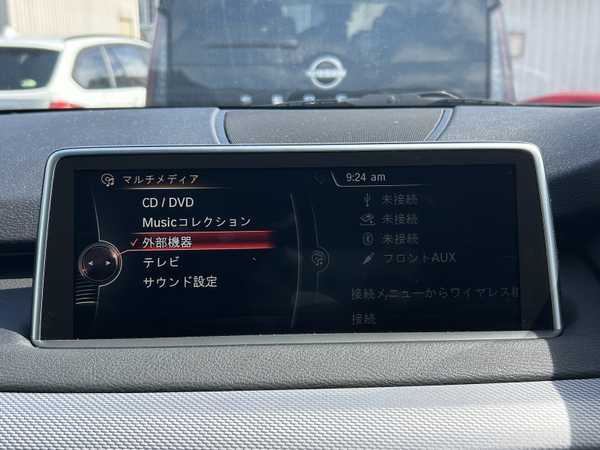 マルチメディア
9:24 am
CD / DVD
Musicコレクション
外部機器
テレビ
サウンド設定
未接続
未接続
未接続
フロントAUX
接続メニューからワイヤレス
接続